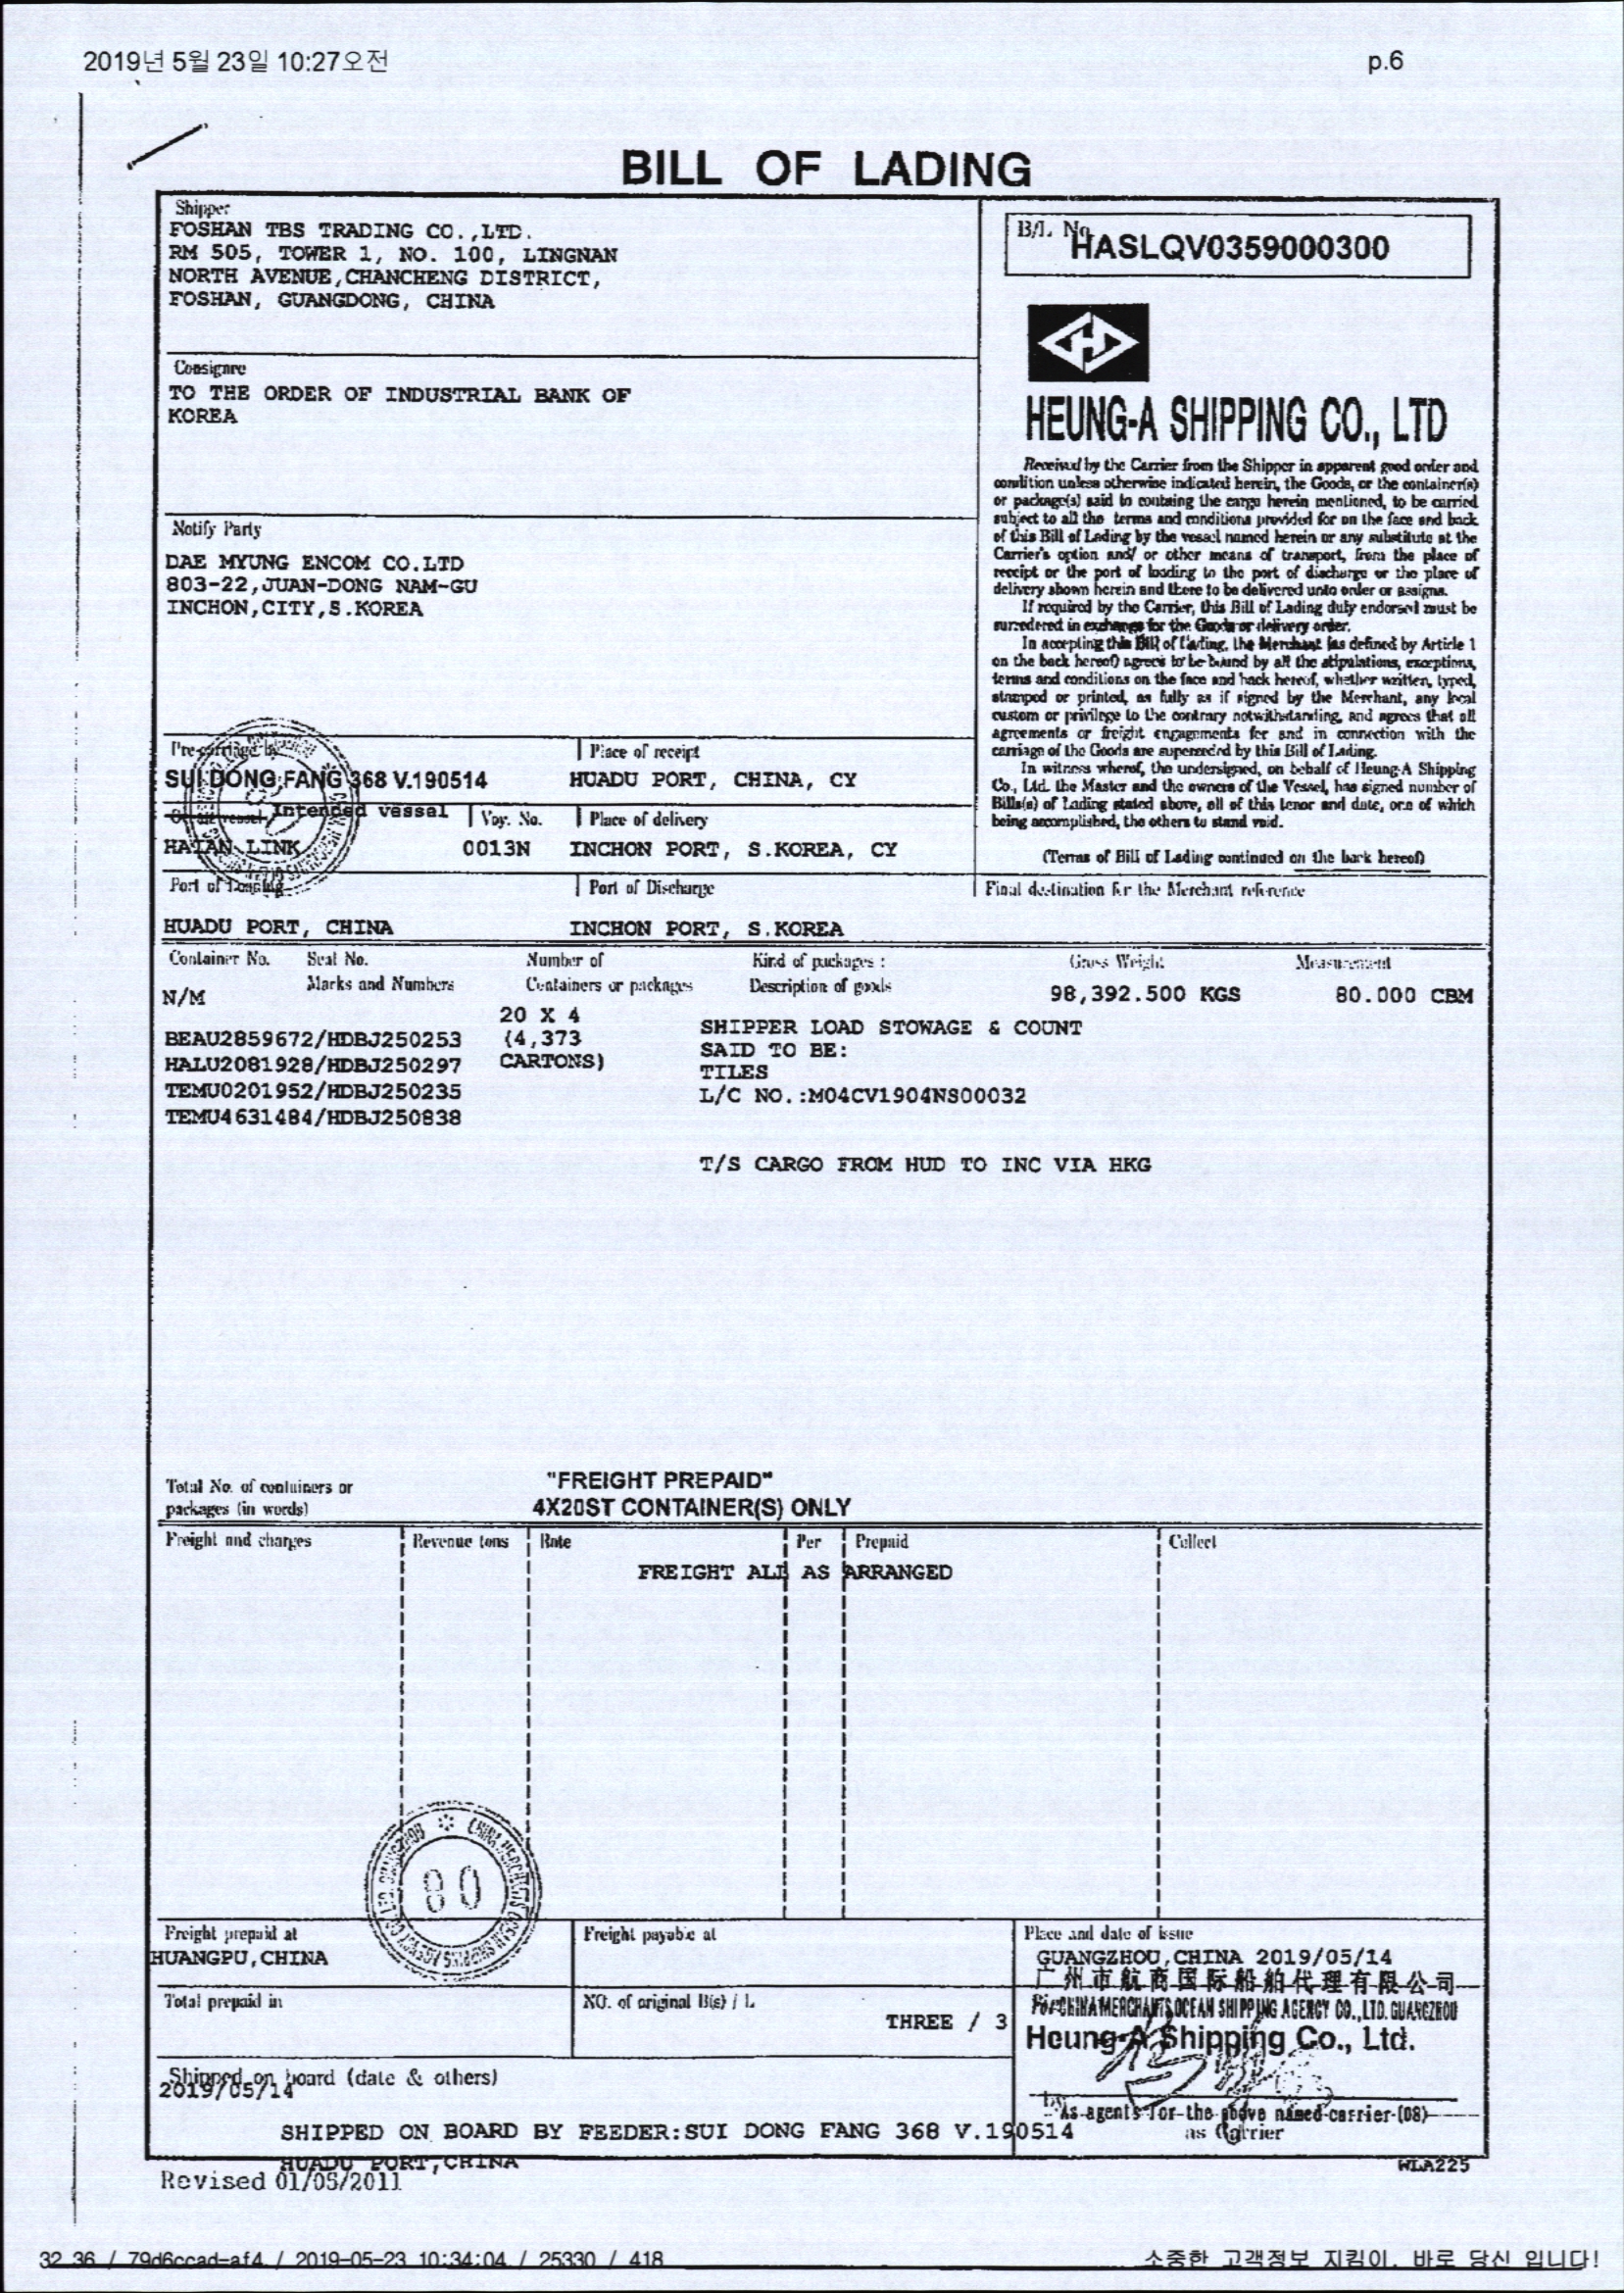 2019년 5월 23일 10:27오전
p.6
BILL OF LADING
Shipper
FOSHAN TBS TRADING CO.,LTD.
RM 505, TOWER 1, NO. 100, LINGNAN
NORTH AVENUE,CHANCHENG DISTRICT,
FOSHAN, GUANGDONG, CHINA
B/L No
HASLQV0359000300
Consignee
TO THE ORDER OF INDUSTRIAL BANK OF
KOREA
HEUNG-A SHIPPING CO., LTD
Received by the Carrier from the Shipper in apparent good order and
condition unless otherwise indicated herein, the Goods, or the container(s)
or package(s) said to containg the cargo herein mentioned, to be carried
subject to all the terms and conditions provided for on the face and back
of this Bill of Lading by the vessel named herein or any substitute at the
Carrier's option and/ or other means of transport, from the place of
receipt or the port of loading to the port of discharge or the place of
delivery shown herein and there to be delivered unto order or assigns.
If required by the Carrier, this Bill of Lading duly endorsed must be
surredered in exchange for the Goods or delivery order.
In accepting this Bill of Lading, the Merchant (as defined by Article 1
on the back hereof) agrees to be bound by all the stipulations, exceptions,
terms and conditions on the face and back hereof, whether written, typed,
stamped or printed, as fully as if signed by the Merchant, any local
custom or privilege to the contrary notwithstanding, and agrees that all
agreements or freight engagements for and in connection with the
carriage of the Goods are superseded by this Bill of Lading.
In witness whereof, the undersigned, on behalf of Heung-A Shipping
Co., Ltd. the Master and the owners of the Vessel, has signed number of
Bills(s) of Lading stated above, all of this tenor and date, one of which
being accomplished, the others to stand void.
(Terms of Bill of Lading continued on the back hereof)
Notify Party
DAE MYUNG ENCOM CO.LTD
803-22,JUAN-DONG NAM-GU
INCHON,CITY,S.KOREA
Pre-carriage by
Place of receipt
SUI DONG FANG 368 V.190514
HUADU PORT, CHINA, CY
Intended vessal
Voy. No.
Place of delivery
HAIAN LINK
0013N
INCHON PORT, S.KOREA, CY
Port of Loading
Port of Discharge
Final destination for the Merchant reference
HUADU PORT, CHINA
INCHON PORT, S.KOREA
Container No.
Seal No.
Marks and Numbers
Number of
Containers or packages
Kind of packages :
Description of goods
Gross Weight
Measurement
N/M
98,392.500 KGS
80.000 CBM
BEAU2859672/HDBJ250253
HALU2081928/HDBJ250297
TEMU0201952/HDBJ250235
TEMU4631484/HDBJ250838
20 X 4
(4,373
CARTONS)
SHIPPER LOAD STOWAGE & COUNT
SAID TO BE:
TILES
L/C NO.:M04CV1904NS00032
T/S CARGO FROM HUD TO INC VIA HKG
Total No. of containers or
packages (in words)
"FREIGHT PREPAID"
4X20ST CONTAINER(S) ONLY
Freight and charges
Revenue tons
Rate
Per
Prepaid
Collect
FREIGHT ALL AS ARRANGED
80
Freight prepaid at
HUANGPU,CHINA
Freight payable at
Place and date of issue
GUANGZHOU,CHINA 2019/05/14
广州市航商国际船舶代理有限公司
For CHINA MERCHANTS OCEAN SHIPPING AGENCY CO.,LTD. GUANGZHOU
Total prepaid in
NO. of original B(s) / L
THREE / 3
Heung-A Shipping Co., Ltd.
Shipped on board (date & others)
2019/05/14
by
As agents for the above named carrier (08)
as Carrier
SHIPPED ON BOARD BY FEEDER:SUI DONG FANG 368 V.190514
HUADU PORT,CHINA
Revised 01/05/2011
WLA225
32 36 / 79d6ccad-af4 / 2019-05-23 10:34:04 / 25330 / 418
소중한 고객정보 지킴이, 바로 당신 입니다!